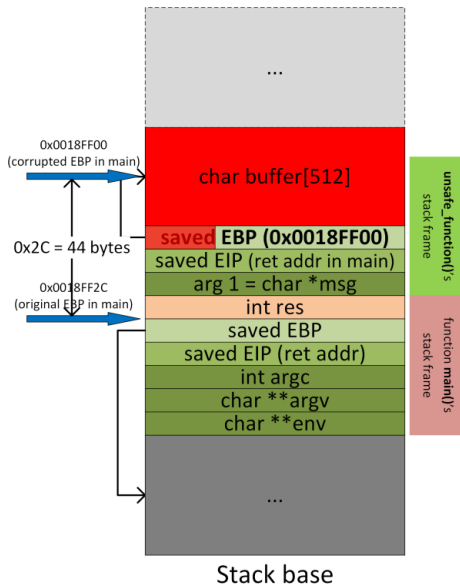 ...
0x0018FF00
(corrupted EBP in main)
char buffer[512]
unsafe_function()'s
stack frame
saved EBP (0x0018FF00)
0x2C = 44 bytes
saved EIP (ret addr in main)
arg 1 = char *msg
0x0018FF2C
(original EBP in main)
int res
saved EBP
function main()'s
stack frame
saved EIP (ret addr)
int argc
char **argv
char **env
...
Stack base